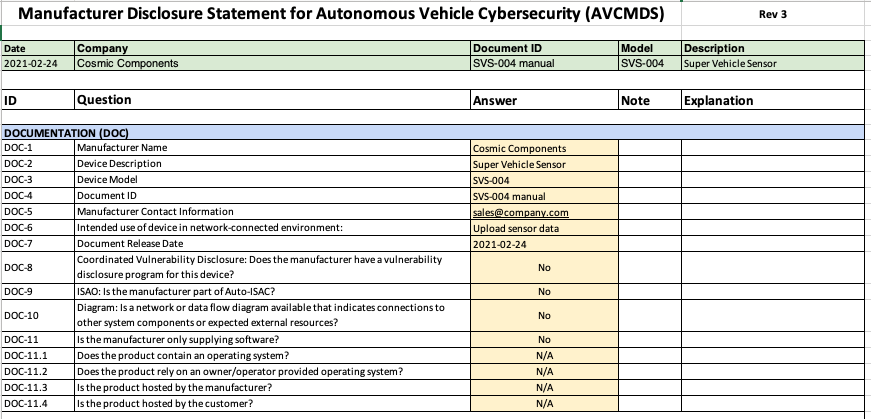 Manufacturer Disclosure Statement for Autonomous Vehicle Cybersecurity (AVCMDS) Rev 3
Date Company Document ID Model Description
2021-02-24 Cosmic Components SVS-004 manual SVS-004 Super Vehicle Sensor
ID Question Answer Note Explanation
DOCUMENTATION (DOC)
DOC-1 Manufacturer Name Cosmic Components
DOC-2 Device Description Super Vehicle Sensor
DOC-3 Device Model SVS-004
DOC-4 Document ID SVS-004 manual
DOC-5 Manufacturer Contact Information sales@company.com
DOC-6 Intended use of device in network-connected environment: Upload sensor data
DOC-7 Document Release Date 2021-02-24
DOC-8 Coordinated Vulnerability Disclosure: Does the manufacturer have a vulnerability
disclosure program for this device? No
DOC-9 ISAO: Is the manufacturer part of Auto-ISAC? No
DOC-10 Diagram: Is a network or data flow diagram available that indicates connections to
other system components or expected external resources? No
DOC-11 Is the manufacturer only supplying software? No
DOC-11.1 Does the product contain an operating system? N/A
DOC-11.2 Does the product rely on an owner/operator provided operating system? N/A
DOC-11.3 Is the product hosted by the manufacturer? N/A
DOC-11.4 Is the product hosted by the customer? N/A